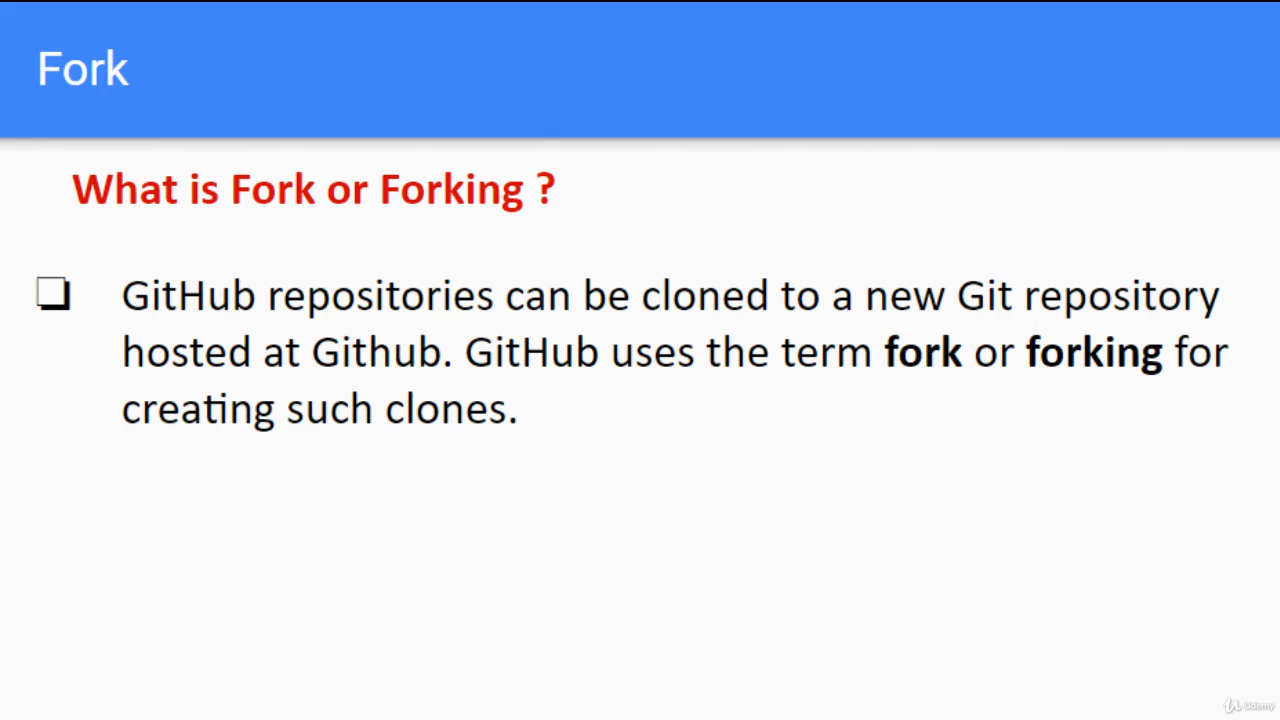 Fork
What is Fork or Forking ?
❏ GitHub repositories can be cloned to a new Git repository
hosted at Github. GitHub uses the term fork or forking for
creating such clones.
Udemy